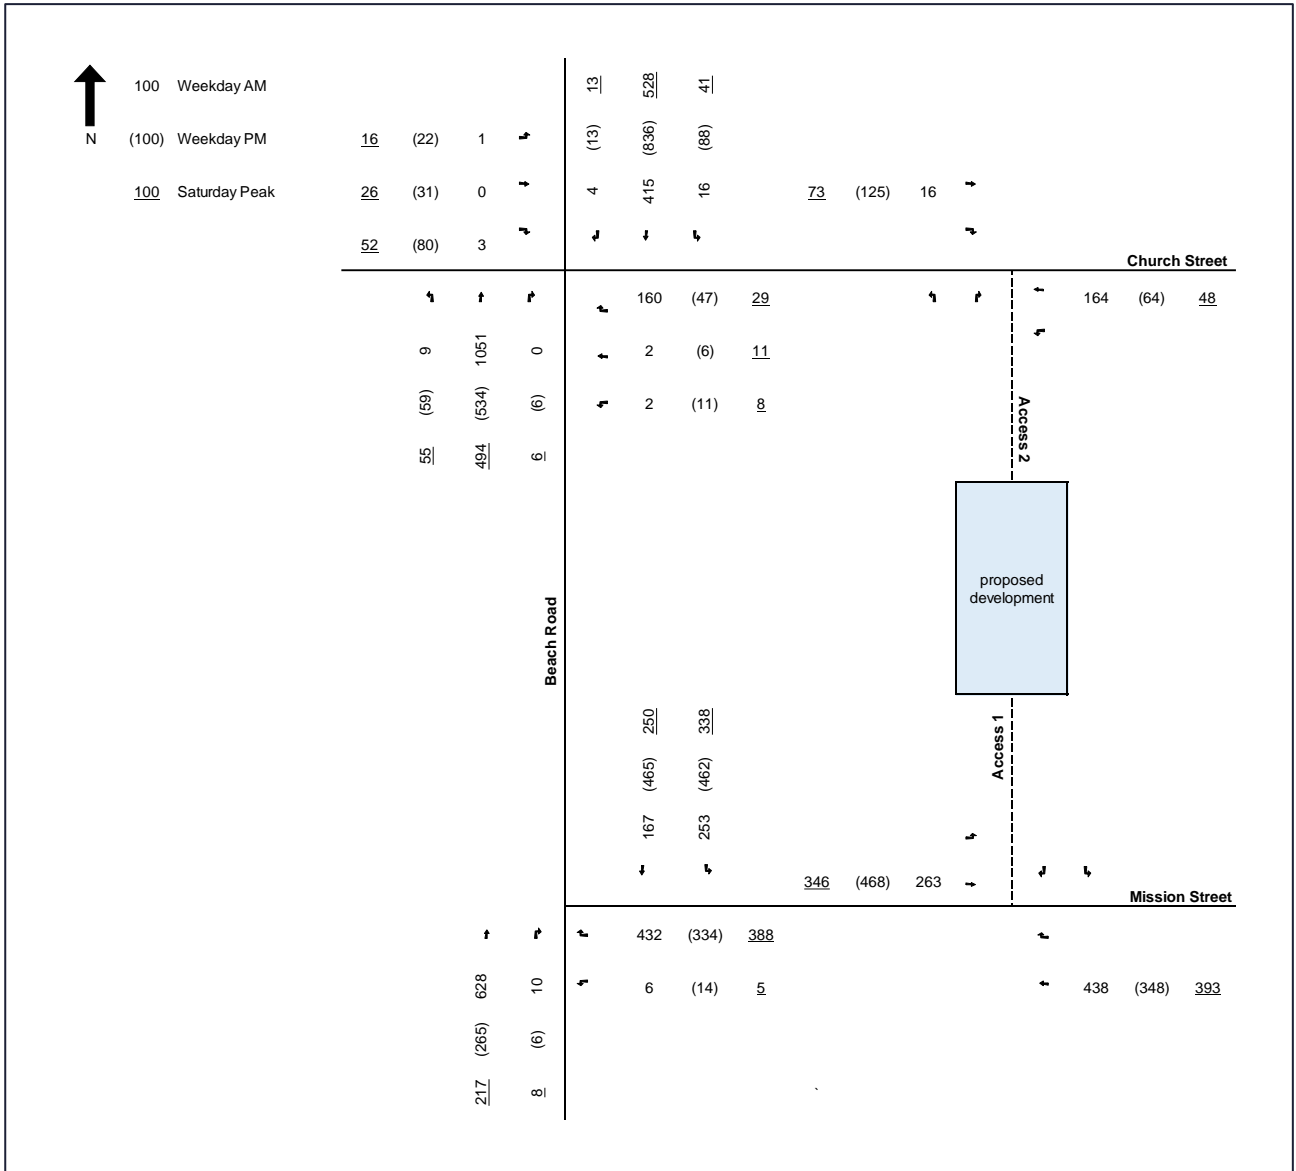 13 528 41
100 Weekday AM
(13) (836) (88)
N (100) Weekday PM 16 (22) 1
4 415 16
100 Saturday Peak 26 (31) 0 73 (125) 16
52 (80) 3
Church Street
160 (47) 29 164 (64) 48
9 1051 0 2 (6) 11
(59) (534) (6) 2 (11) 8
55 494 6
Access 2
proposed
development
Beach Road
250 338
Access 1
(465) (462)
167 253
346 (468) 263
Mission Street
432 (334) 388
628 10 6 (14) 5 438 (348) 393
(265) (6)
217 8